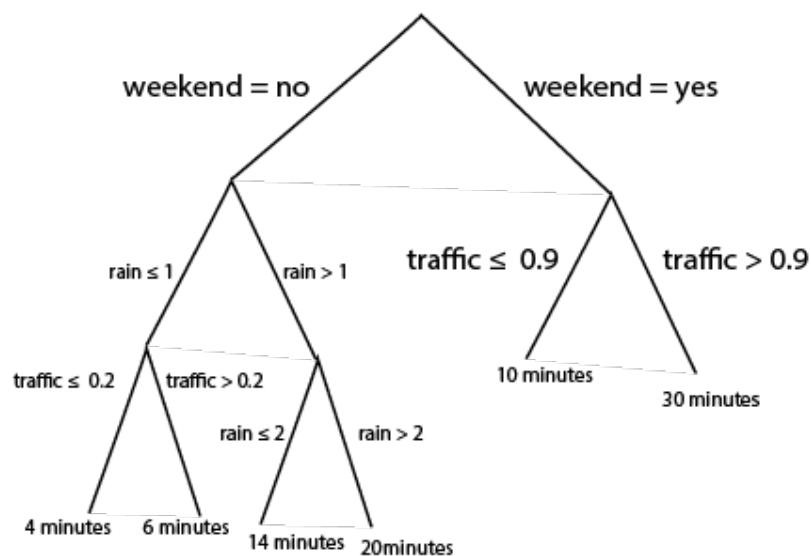 weekend = no
weekend = yes
rain ≤ 1
rain > 1
traffic ≤ 0.9
traffic > 0.9
traffic ≤ 0.2
traffic > 0.2
rain ≤ 2
rain > 2
10 minutes
30 minutes
4 minutes
6 minutes
14 minutes
20minutes